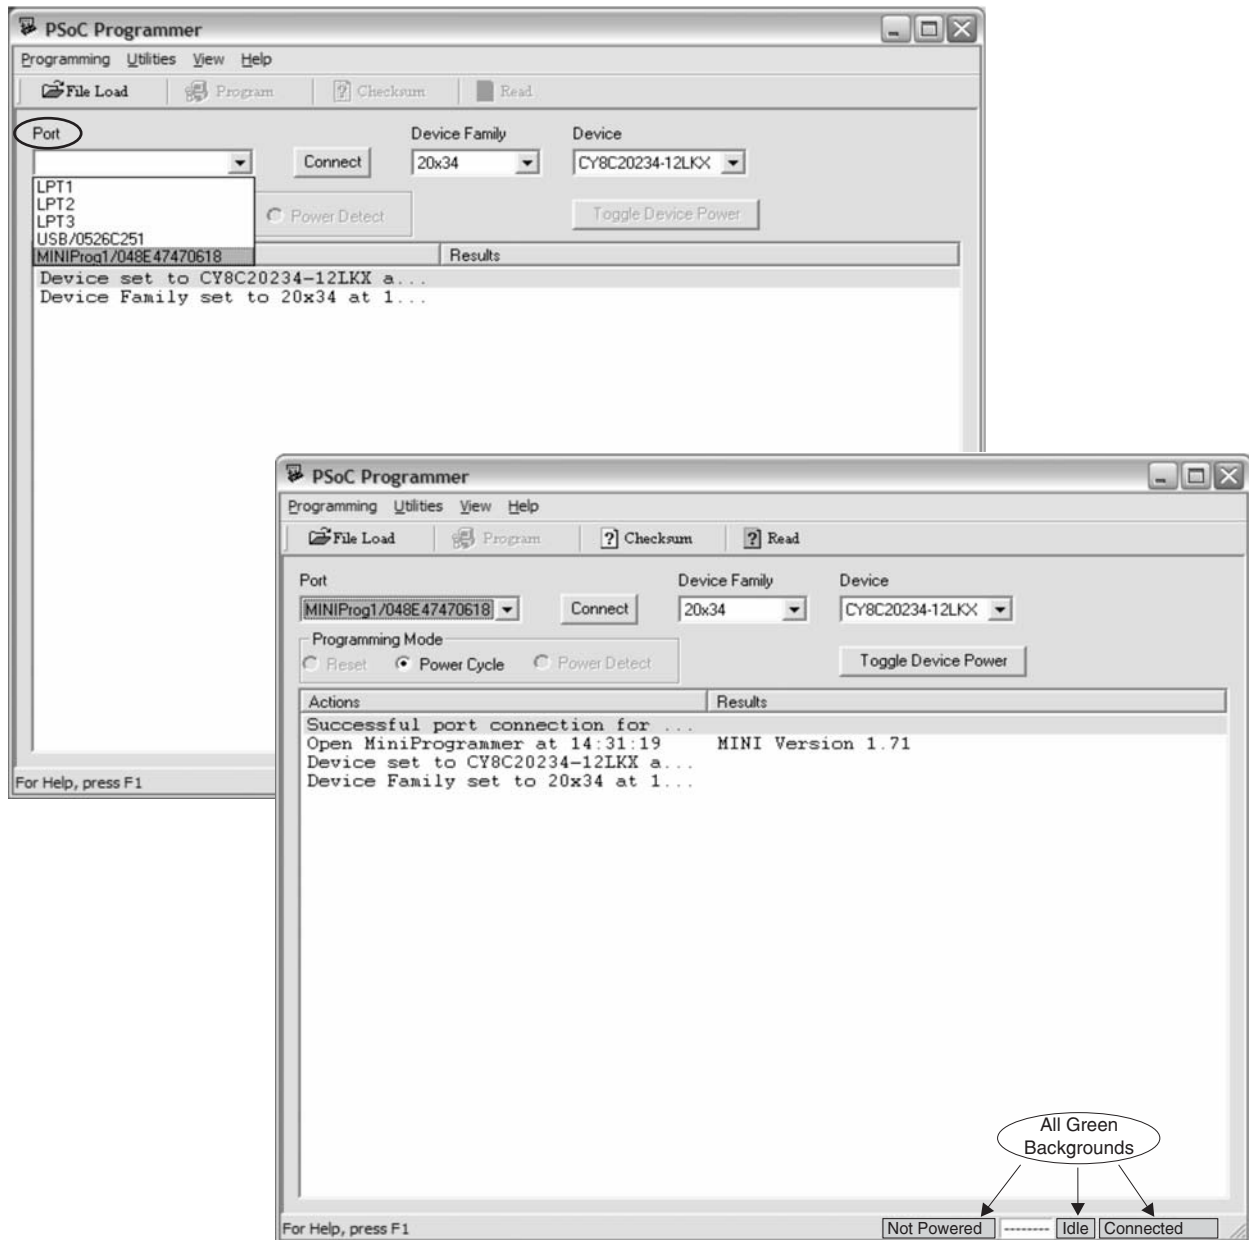 PSoC Programmer
Programming Utilities View Help
File Load Program Checksum Read
Port Device Family Device
Connect 20x34 CY8C20234-12LKX
LPT1
LPT2
LPT3
USB/0526C251
MINIProg1/048E47470618
Power Detect Toggle Device Power
Results
Device set to CY8C20234-12LKX a...
Device Family set to 20x34 at 1...
For Help, press F1
PSoC Programmer
Programming Utilities View Help
File Load Program Checksum Read
Port Device Family Device
MINIProg1/048E47470618 Connect 20x34 CY8C20234-12LKX
Programming Mode
Reset Power Cycle Power Detect Toggle Device Power
Actions Results
Successful port connection for ...
Open MiniProgrammer at 14:31:19 MINI Version 1.71
Device set to CY8C20234-12LKX a...
Device Family set to 20x34 at 1...
All Green
Backgrounds
For Help, press F1 Not Powered -------- Idle Connected